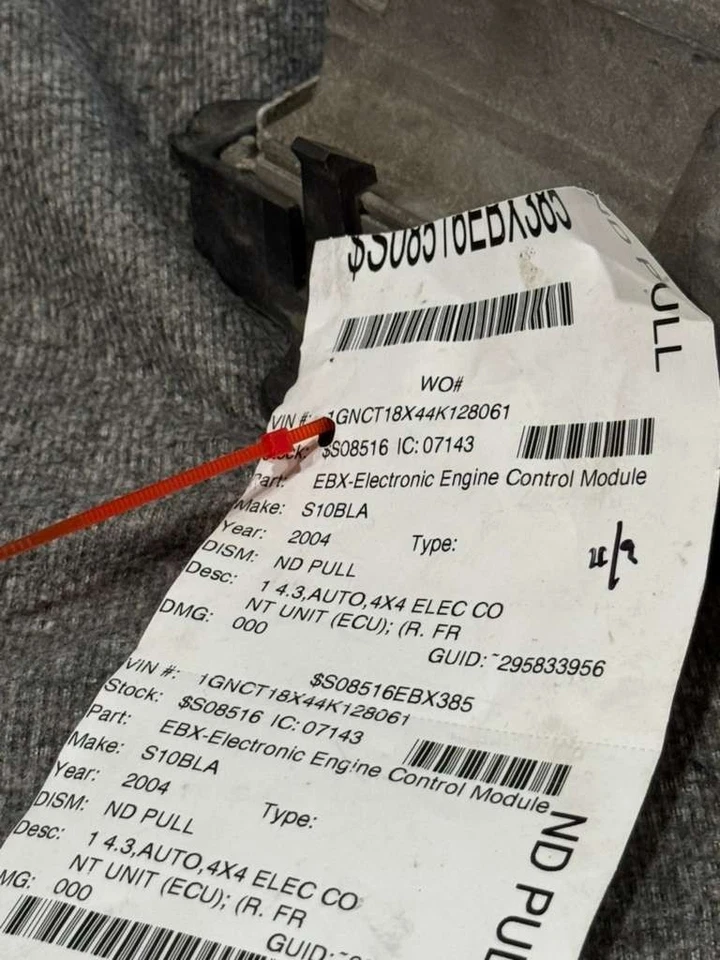 $S08516EBX385
PULL
WO#
VIN #: 1GNCT18X44K128061
$S08516 IC: 07143
Part: EBX-Electronic Engine Control Module
Make: S10BLA
Year: 2004 Type:
DISM: ND PULL
Desc: 1 4.3,AUTO,4X4 ELEC CO
NT UNIT (ECU); (R. FR
DMG: 000
GUID:~295833956
$S08516EBX385
VIN #: 1GNCT18X44K128061
Stock: $S08516 IC: 07143
Part: EBX-Electronic Engine Control Module
Make: S10BLA
Year: 2004 Type:
DISM: ND PULL
Desc: 1 4.3,AUTO,4X4 ELEC CO
NT UNIT (ECU); (R. FR
MG: 000
GUID:~
ND PUL